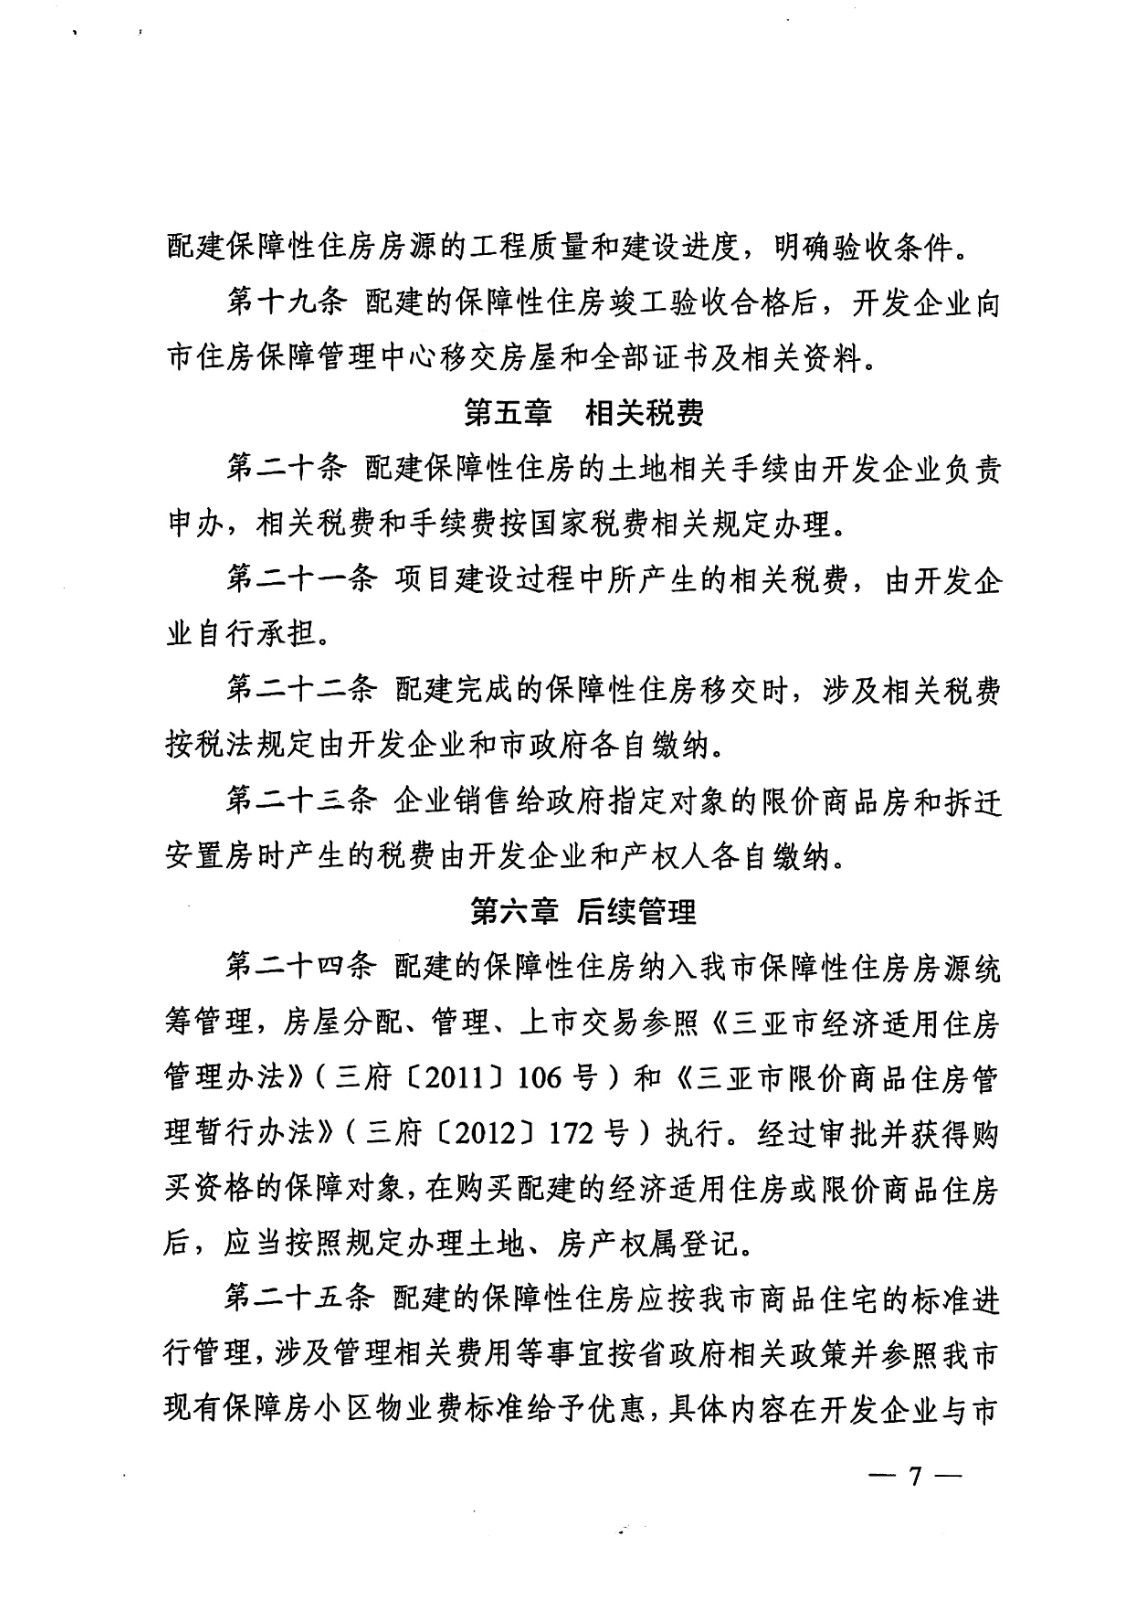 配建保障性住房房源的工程质量和建设进度，明确验收条件。
第十九条 配建的保障性住房竣工验收合格后，开发企业向
市住房保障管理中心移交房屋和全部证书及相关资料。
第五章 相关税费
第二十条 配建保障性住房的土地相关手续由开发企业负责
申办，相关税费和手续费按国家税费相关规定办理。
第二十一条 项目建设过程中所产生的相关税费，由开发企
业自行承担。
第二十二条 配建完成的保障性住房移交时，涉及相关税费
按税法规定由开发企业和市政府各自缴纳。
第二十三条 企业销售给政府指定对象的限价商品房和拆迁
安置房时产生的税费由开发企业和产权人各自缴纳。
第六章 后续管理
第二十四条 配建的保障性住房纳入我市保障性住房房源统
筹管理，房屋分配、管理、上市交易参照《三亚市经济适用住房
管理办法》（三府〔2011〕106号）和《三亚市限价商品住房管
理暂行办法》（三府〔2012〕172号）执行。经过审批并获得购
买资格的保障对象，在购买配建的经济适用住房或限价商品住房
后，应当按照规定办理土地、房产权属登记。
第二十五条 配建的保障性住房应按我市商品住宅的标准进
行管理，涉及管理相关费用等事宜按省政府相关政策并参照我市
现有保障房小区物业费标准给予优惠，具体内容在开发企业与市
— 7 —